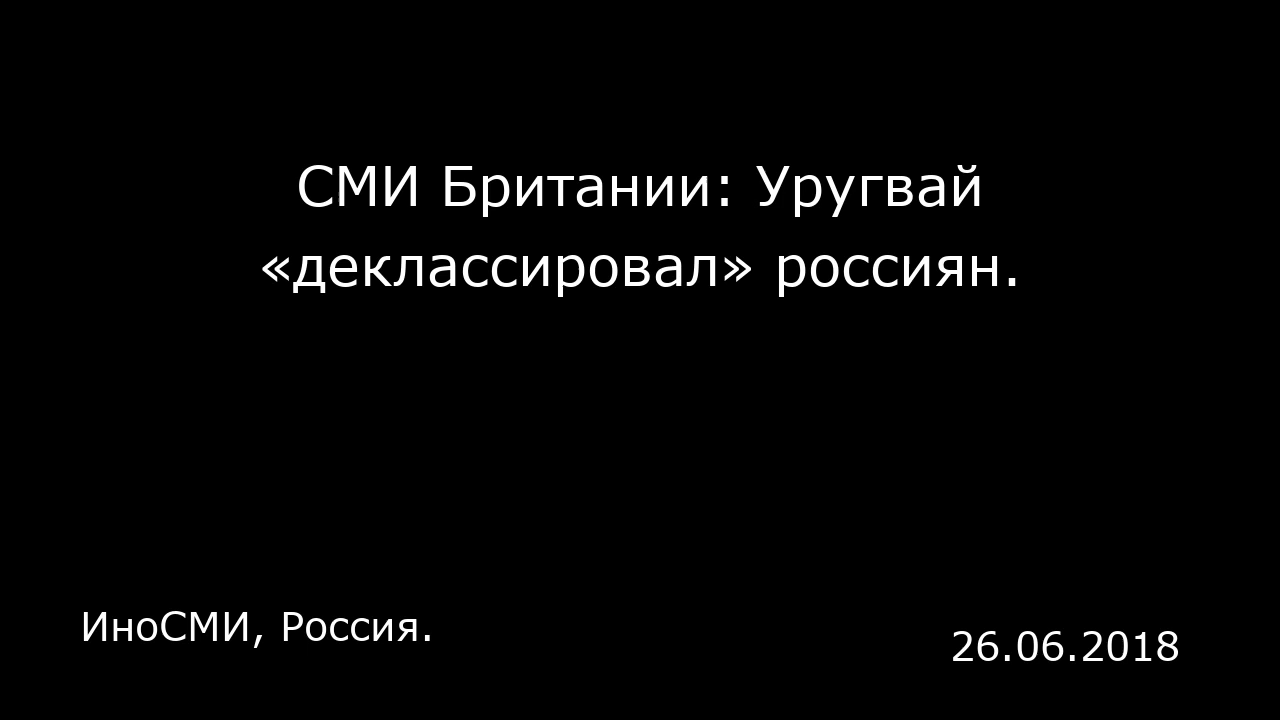 СМИ Британии: Уругвай
«деклассировал» россиян.
ИноСМИ, Россия.
26.06.2018